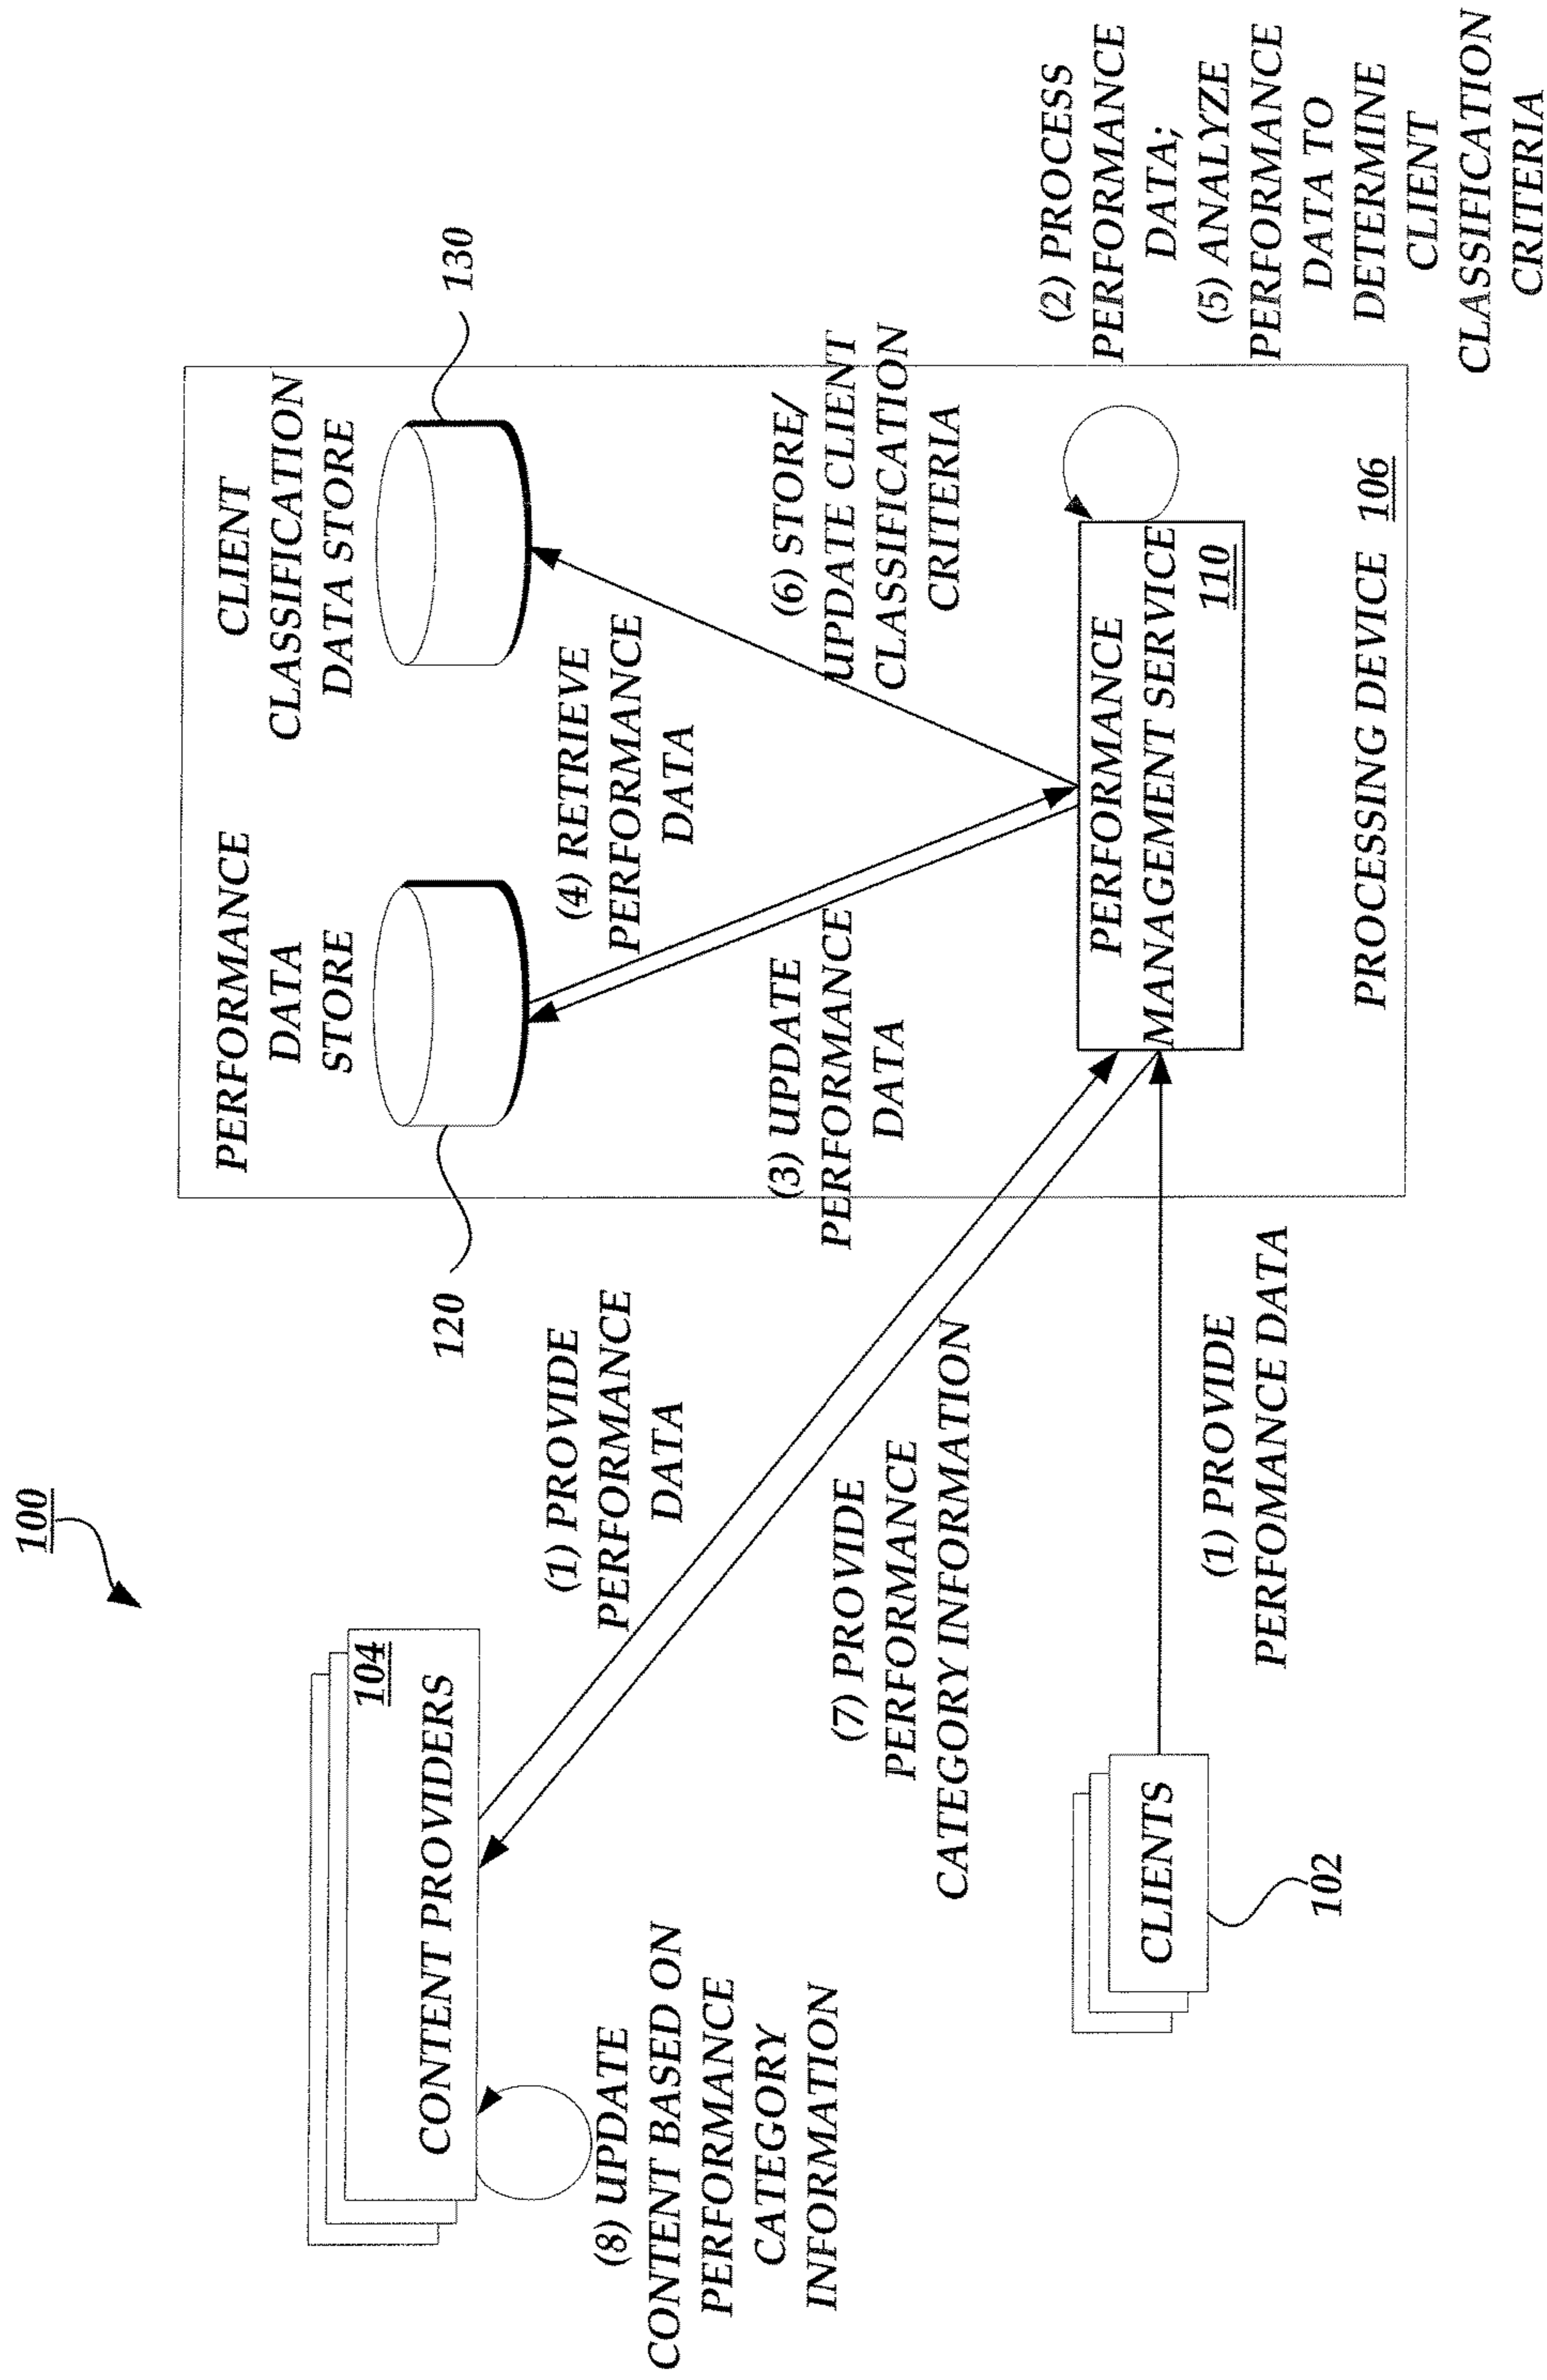 100
CONTENT PROVIDERS
104
(8) UPDATE
CONTENT BASED ON
PERFORMANCE
CATEGORY
INFORMATION
CLIENTS
102
(1) PROVIDE
PERFORMANCE
DATA
(7) PROVIDE
PERFORMANCE
CATEGORY INFORMATION
(1) PROVIDE
PERFOMANCE DATA
PERFORMANCE
DATA
STORE
120
CLIENT
CLASSIFICATION
DATA STORE
130
(4) RETRIEVE
PERFORMANCE
DATA
(3) UPDATE
PERFORMANCE
DATA
(6) STORE/
UPDATE CLIENT
CLASSIFICATION
CRITERIA
PERFORMANCE
MANAGEMENT SERVICE
110
PROCESSING DEVICE 106
(2) PROCESS
PERFORMANCE
DATA;
(5) ANALYZE
PERFORMANCE
DATA TO
DETERMINE
CLIENT
CLASSIFICATION
CRITERIA